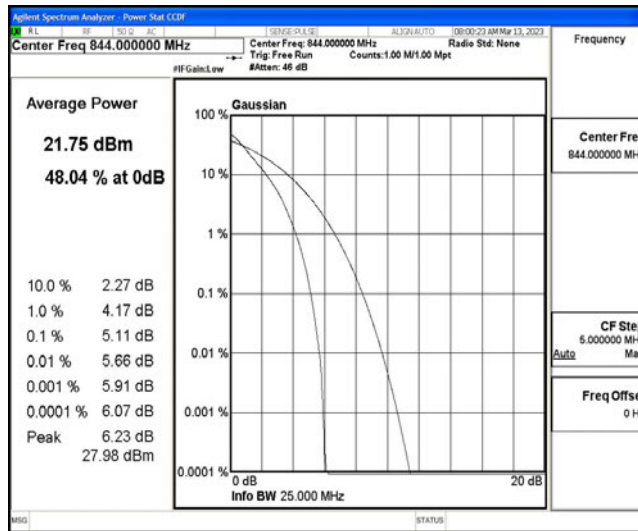 Agilent Spectrum Analyzer - Power Stat CCDF
RL RF 50 Ω AC SENSE:PULSE ALIGN AUTO 08:00:23 AM Mar 13, 2023
Center Freq 844.000000 MHz
Center Freq: 844.000000 MHz Radio Std: None
Trig: Free Run Counts:1.00 M/1.00 Mpt
#IFGain:Low #Atten: 46 dB
Frequency
Average Power
21.75 dBm
48.04 % at 0dB
10.0 % 2.27 dB
1.0 % 4.17 dB
0.1 % 5.11 dB
0.01 % 5.66 dB
0.001 % 5.91 dB
0.0001 % 6.07 dB
Peak 6.23 dB
27.98 dBm
Gaussian
100 %
10 %
1 %
0.1 %
0.01 %
0.001 %
0.0001 %
0 dB 20 dB
Info BW 25.000 MHz
Center Fre
844.000000 MH
CF Ste
5.000000 MH
Auto Ma
Freq Offse
0 H
MSG STATUS